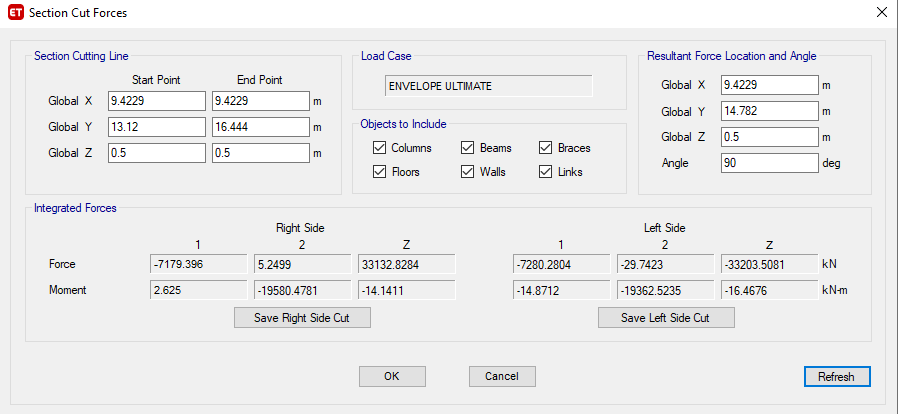 ET Section Cut Forces
Section Cutting Line
Start Point End Point
Global X 9.4229 9.4229 m
Global Y 13.12 16.444 m
Global Z 0.5 0.5 m
Load Case
ENVELOPE ULTIMATE
Objects to Include
Columns Beams Braces
Floors Walls Links
Resultant Force Location and Angle
Global X 9.4229 m
Global Y 14.782 m
Global Z 0.5 m
Angle 90 deg
Integrated Forces
Right Side Left Side
1 2 Z 1 2 Z
Force -7179.396 5.2499 33132.8284 -7280.2804 -29.7423 -33203.5081 kN
Moment 2.625 -19580.4781 -14.1411 -14.8712 -19362.5235 -16.4676 kN-m
Save Right Side Cut Save Left Side Cut
OK Cancel Refresh